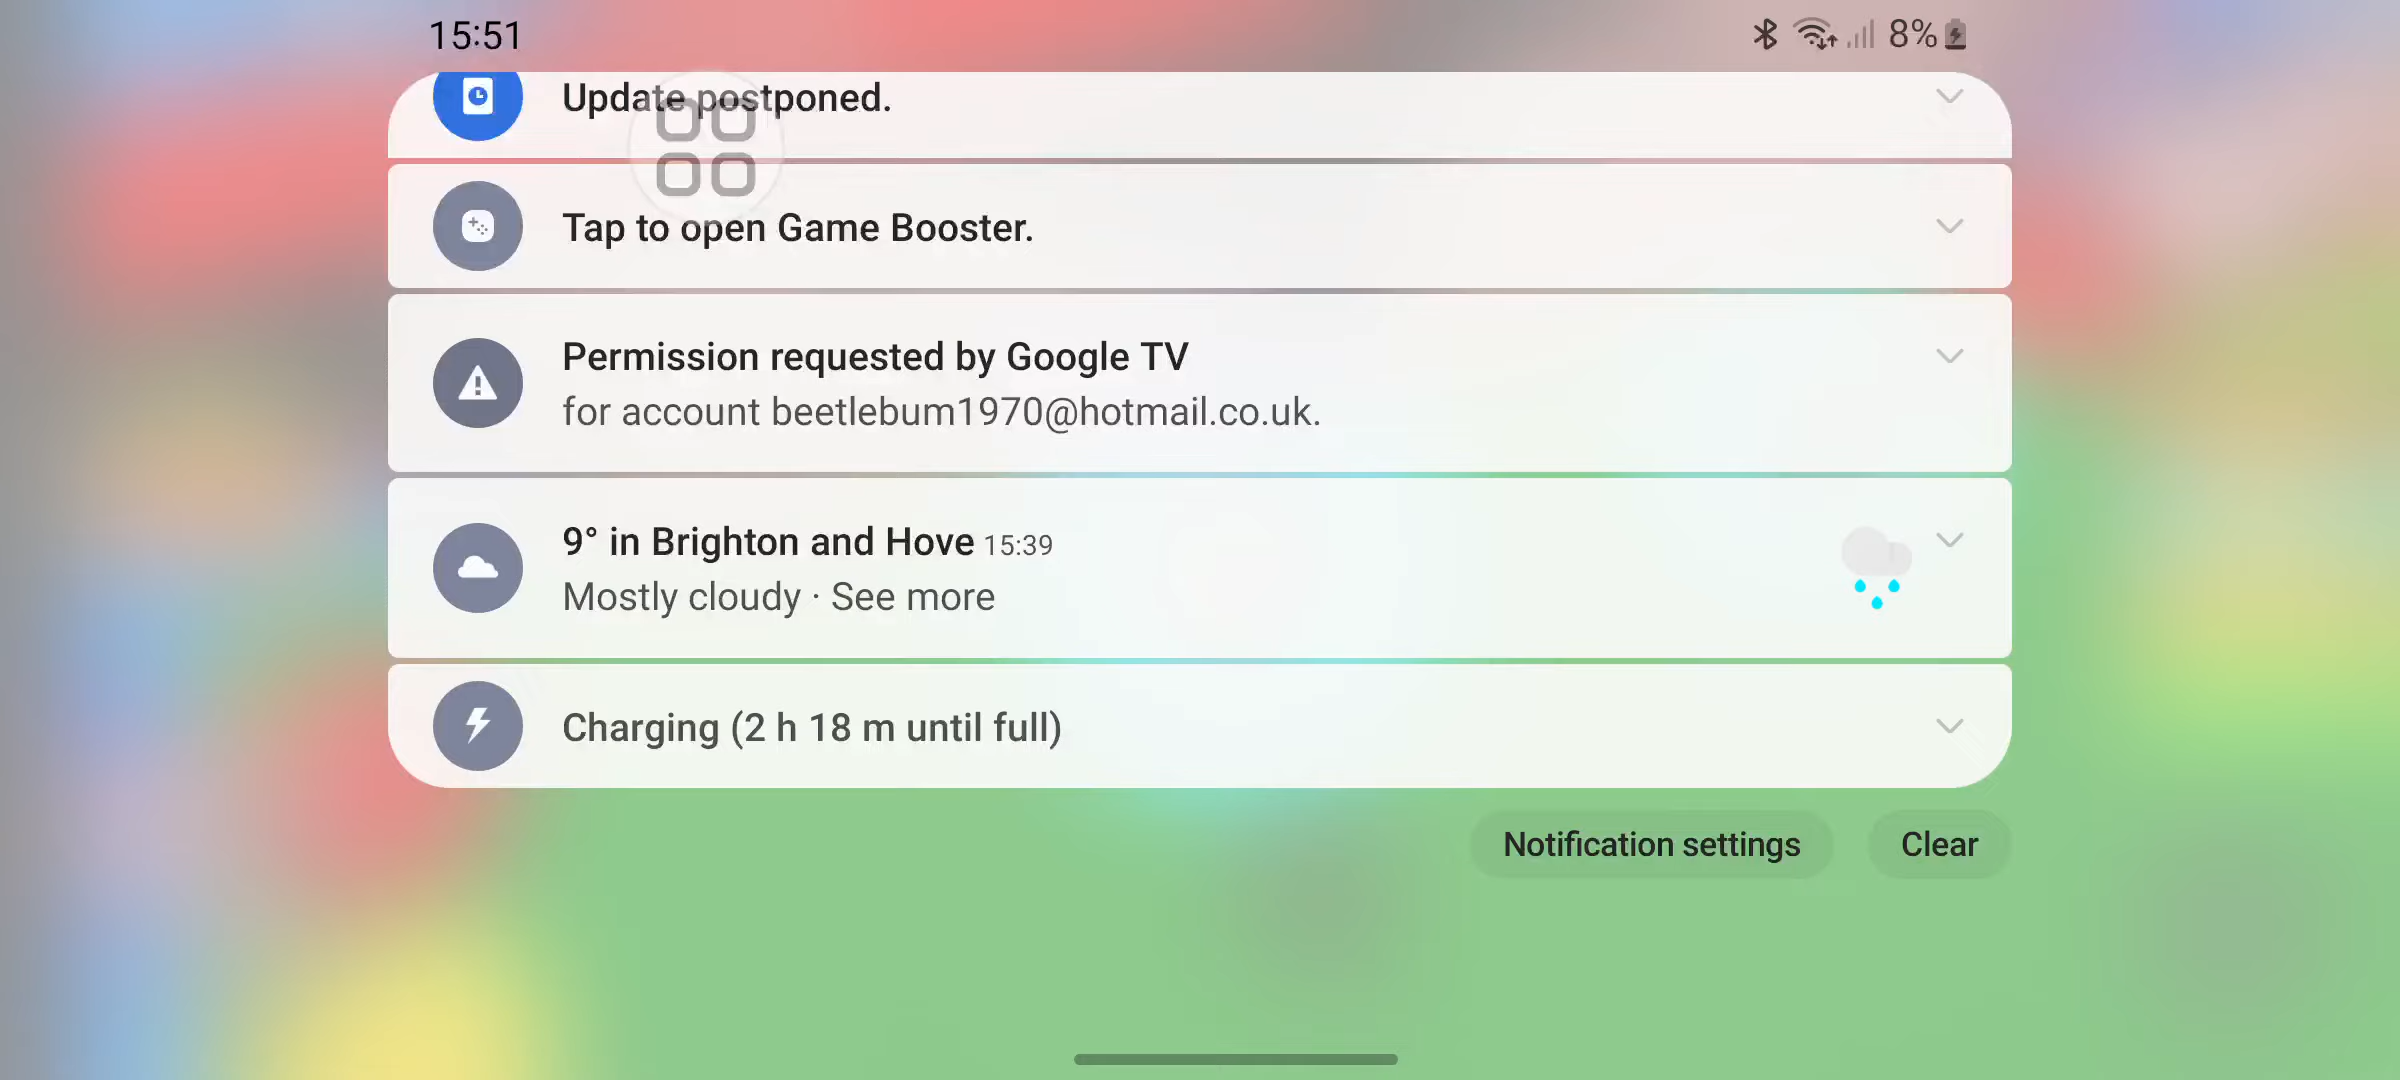 15:51
8%
Update postponed.
Tap to open Game Booster.
Permission requested by Google TV
for account beetlebum1970@hotmail.co.uk.
9° in Brighton and Hove 15:39
Mostly cloudy · See more
Charging (2 h 18 m until full)
Notification settings
Clear